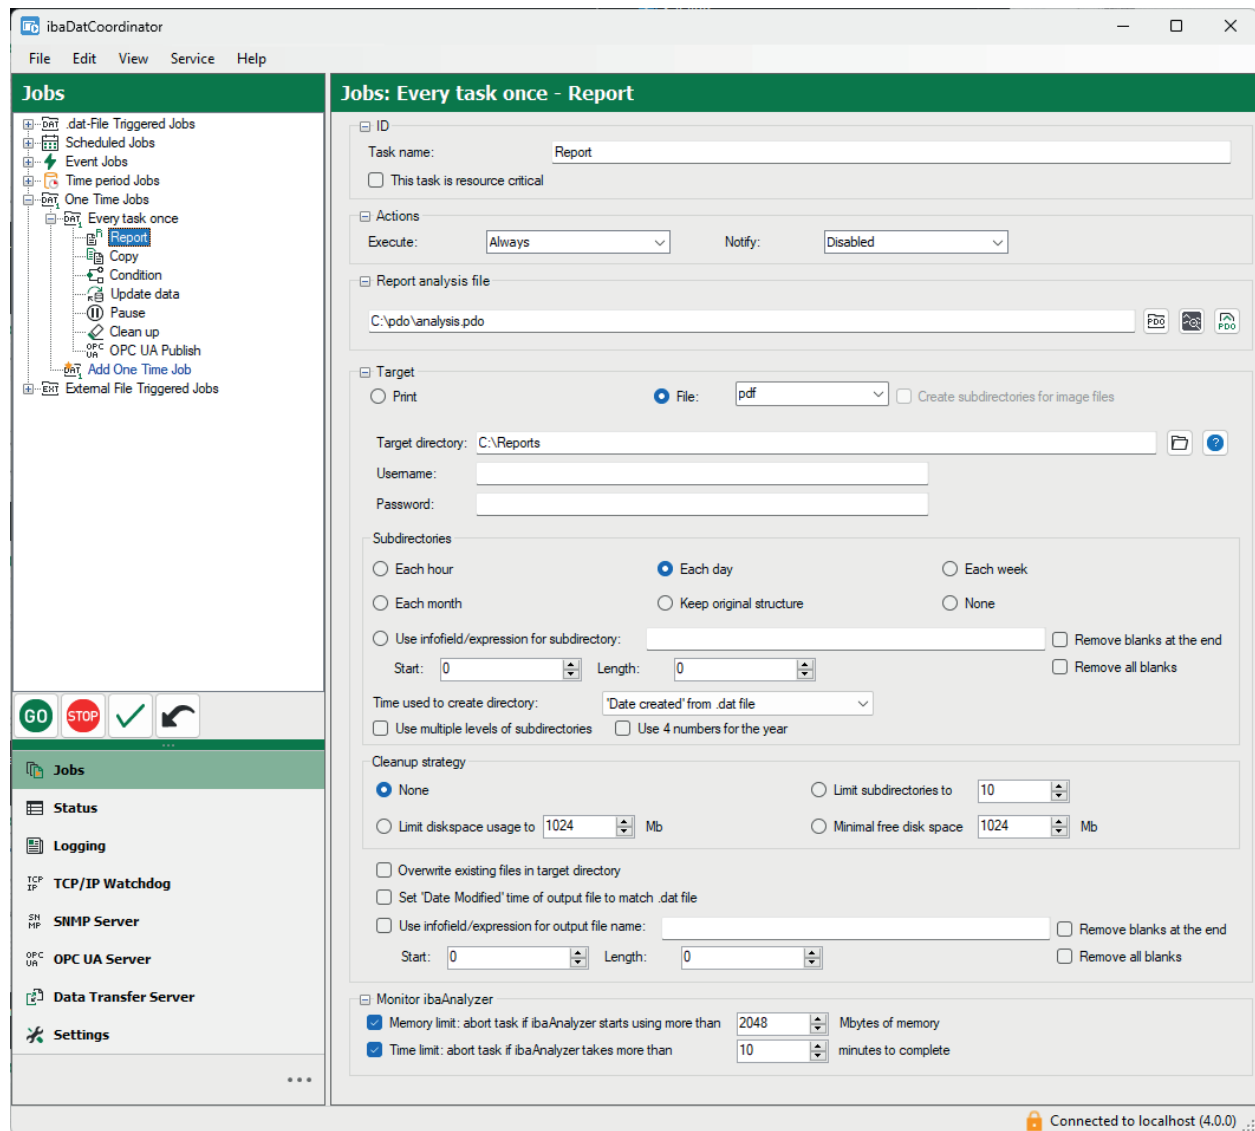 ibaDatCoordinator
File Edit View Service Help
Jobs
.dat-File Triggered Jobs
Scheduled Jobs
Event Jobs
Time period Jobs
One Time Jobs
Every task once
Report
Copy
Condition
Update data
Pause
Clean up
OPC UA OPC UA Publish
Add One Time Job
EXT External File Triggered Jobs
GO STOP
Jobs
Status
Logging
TCP IP TCP/IP Watchdog
SN MP SNMP Server
OPC UA OPC UA Server
Data Transfer Server
Settings
Jobs: Every task once - Report
ID
Task name: Report
This task is resource critical
Actions
Execute: Always Notify: Disabled
Report analysis file
C:\pdo\analysis.pdo PDO PDO
Target
Print File: pdf Create subdirectories for image files
Target directory: C:\Reports ?
Username:
Password:
Subdirectories
Each hour Each day Each week
Each month Keep original structure None
Use infofield/expression for subdirectory: Remove blanks at the end
Start: 0 Length: 0 Remove all blanks
Time used to create directory: 'Date created' from .dat file
Use multiple levels of subdirectories Use 4 numbers for the year
Cleanup strategy
None Limit subdirectories to 10
Limit diskspace usage to 1024 Mb Minimal free disk space 1024 Mb
Overwrite existing files in target directory
Set 'Date Modified' time of output file to match .dat file
Use infofield/expression for output file name: Remove blanks at the end
Start: 0 Length: 0 Remove all blanks
Monitor ibaAnalyzer
Memory limit: abort task if ibaAnalyzer starts using more than 2048 Mbytes of memory
Time limit: abort task if ibaAnalyzer takes more than 10 minutes to complete
Connected to localhost (4.0.0)